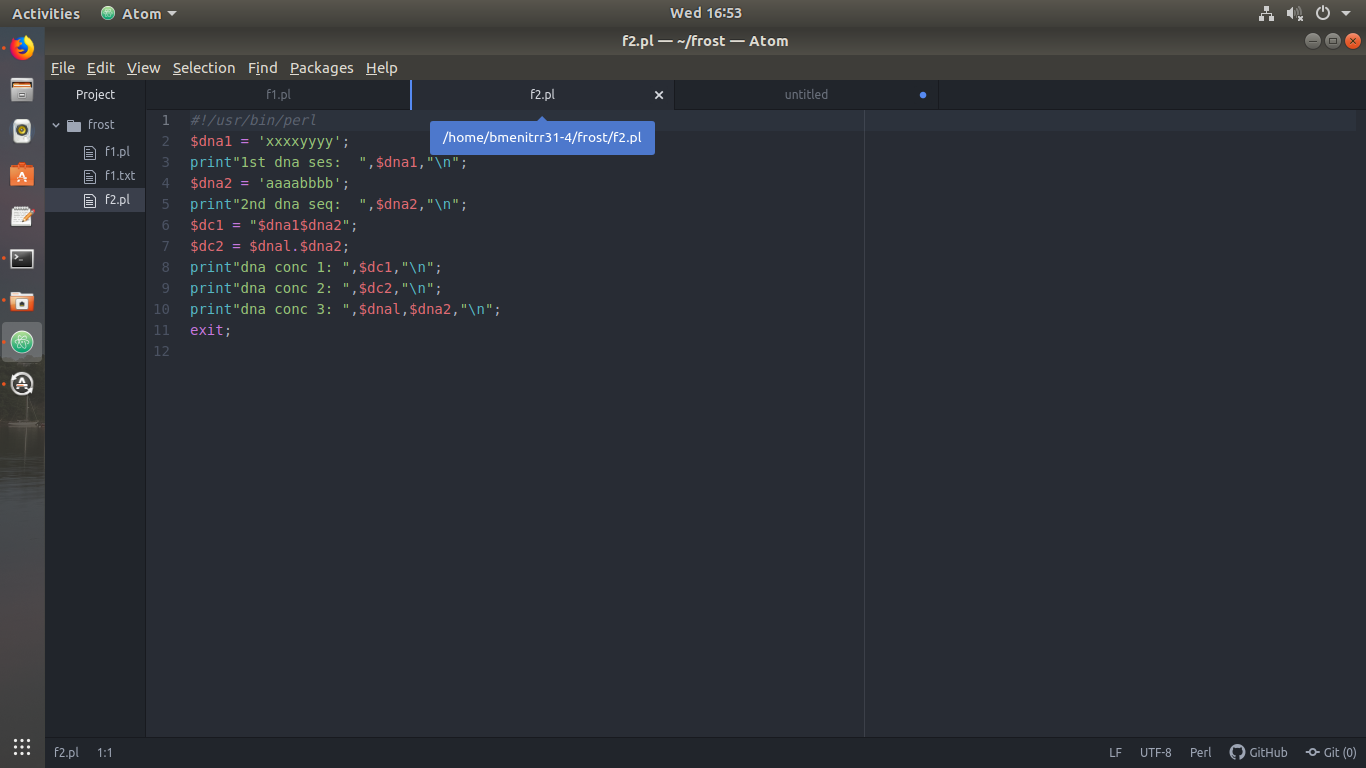 Activities Atom Wed 16:53
f2.pl — ~/frost — Atom
File Edit View Selection Find Packages Help
Project f1.pl f2.pl untitled
frost
f1.pl
f1.txt
f2.pl
/home/bmenitrr31-4/frost/f2.pl
1 #!/usr/bin/perl
2 $dna1 = 'xxxxyyyy';
3 print"1st dna ses:  ",$dna1,"\n";
4 $dna2 = 'aaaabbbb';
5 print"2nd dna seq:  ",$dna2,"\n";
6 $dc1 = "$dna1$dna2";
7 $dc2 = $dnal.$dna2;
8 print"dna conc 1: ",$dc1,"\n";
9 print"dna conc 2: ",$dc2,"\n";
10 print"dna conc 3: ",$dnal,$dna2,"\n";
11 exit;
12
f2.pl 1:1 LF UTF-8 Perl GitHub Git (0)